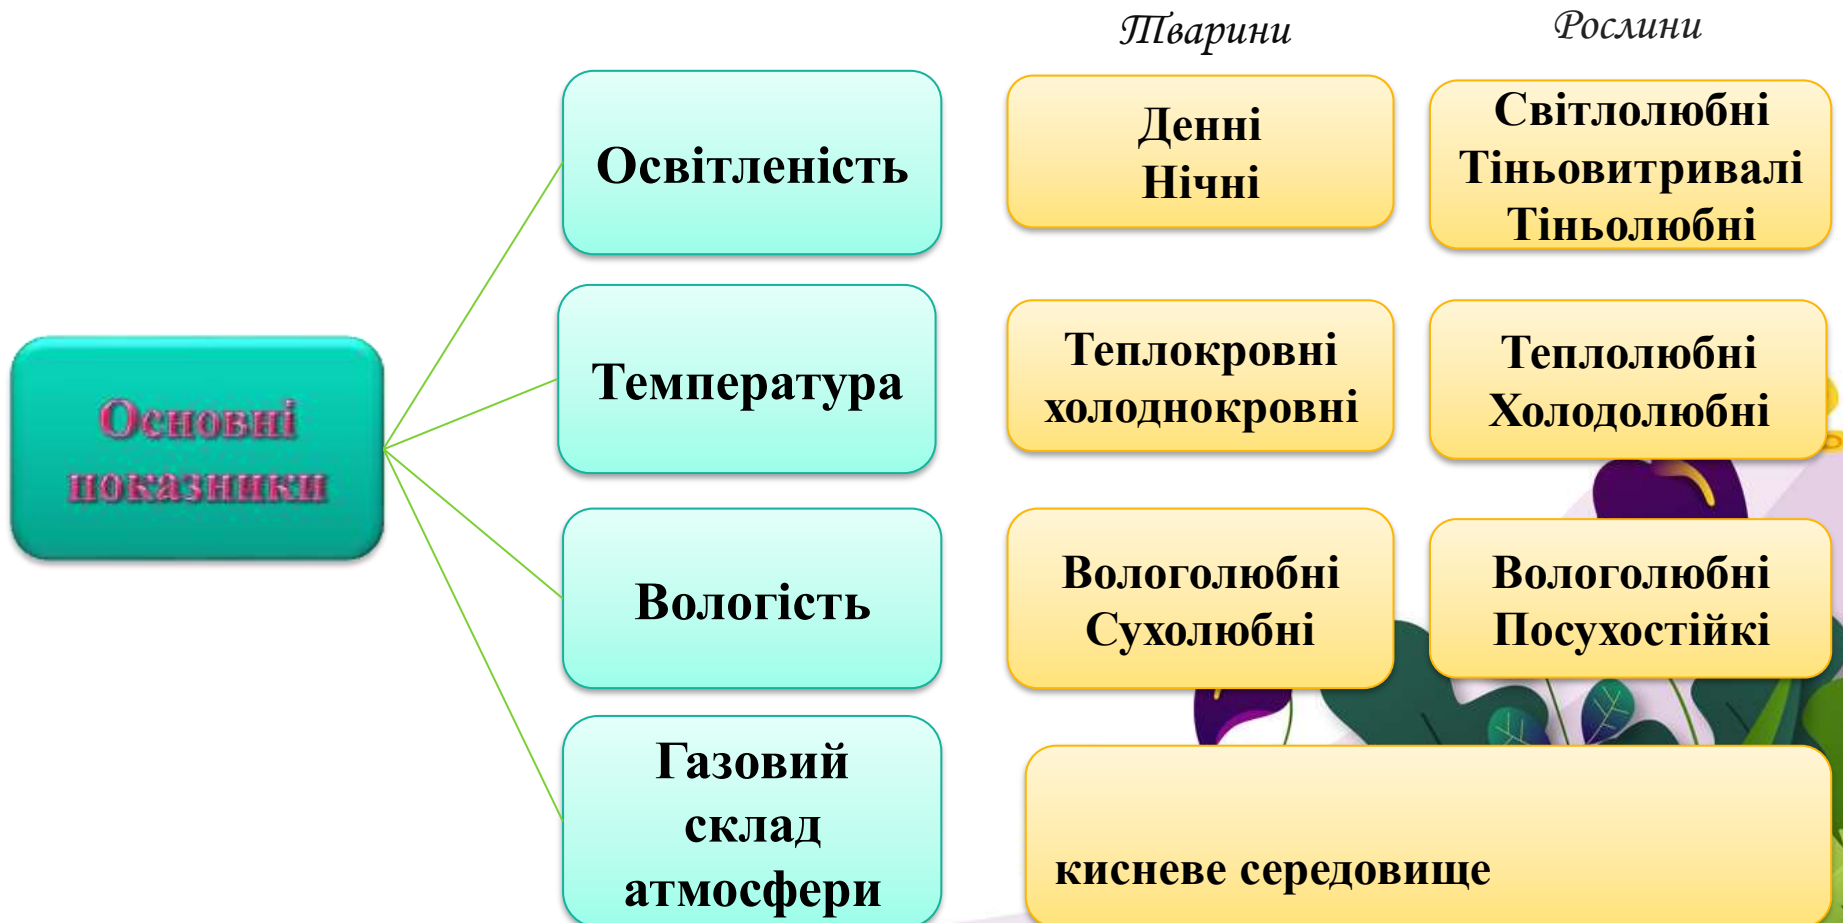 Тварини
Рослини
Основні
показники
Освітленість
Денні
Нічні
Світлолюбні
Тіньовитривалі
Тіньолюбні
Температура
Теплокровні
холоднокровні
Теплолюбні
Холодолюбні
Вологість
Вологолюбні
Сухолюбні
Вологолюбні
Посухостійкі
Газовий
склад
атмосфери
кисневе середовище